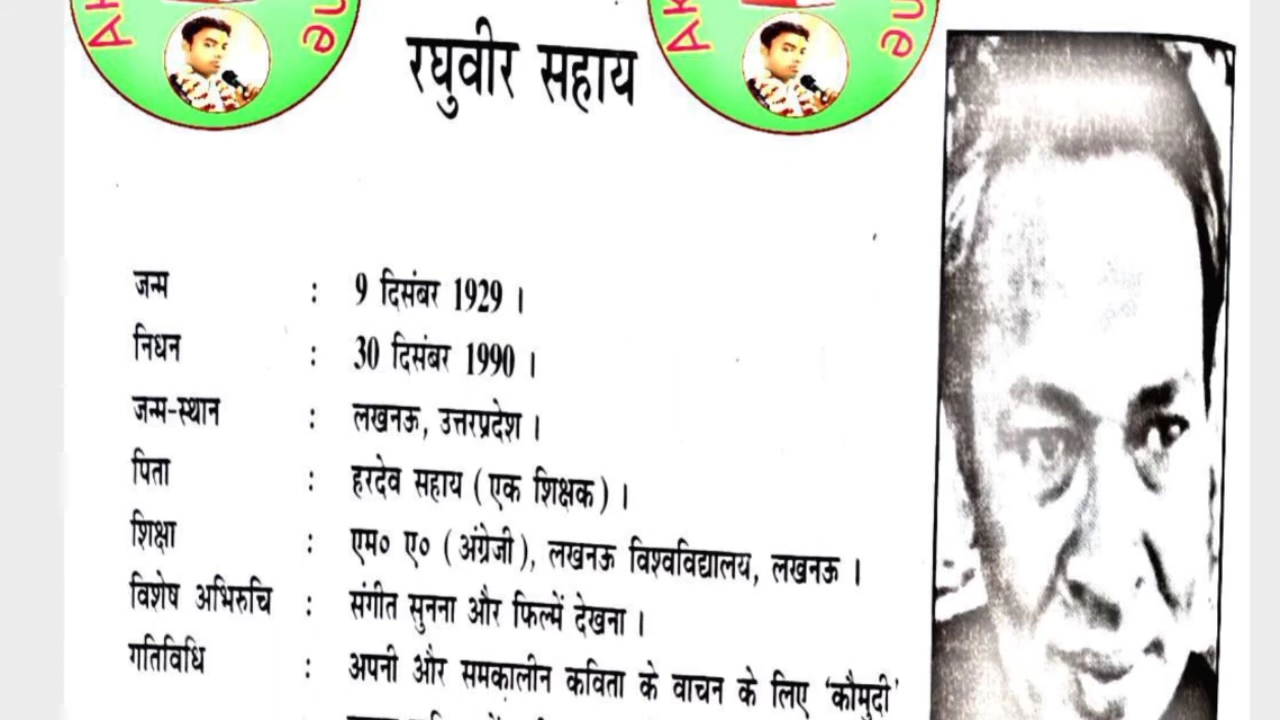 रघुवीर सहाय
जन्म : 9 दिसंबर 1929 ।
निधन : 30 दिसंबर 1990 ।
जन्म-स्थान : लखनऊ, उत्तरप्रदेश ।
पिता : हरदेव सहाय (एक शिक्षक) ।
शिक्षा : एम० ए० (अंग्रेजी), लखनऊ विश्वविद्यालय, लखनऊ ।
विशेष अभिरुचि : संगीत सुनना और फिल्में देखना ।
गतिविधि : अपनी और समकालीन कविता के वाचन के लिए ‘कौमुदी’